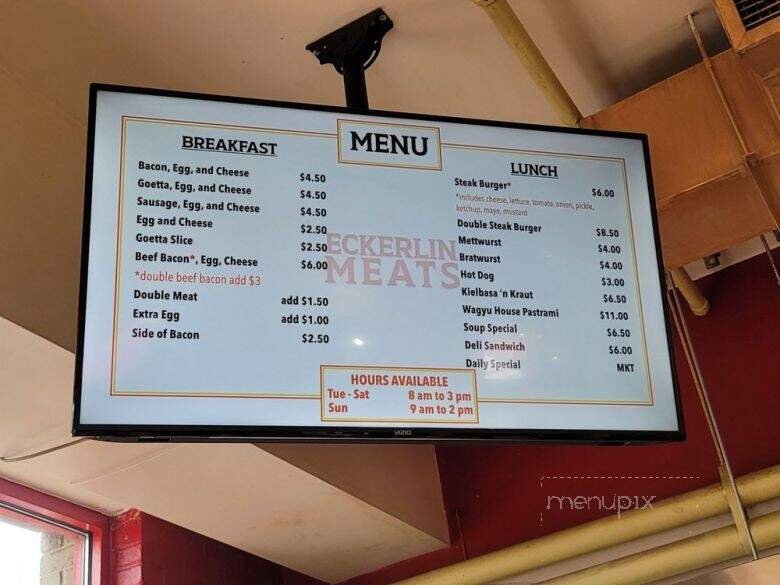 MENU
BREAKFAST
Bacon, Egg, and Cheese $4.50
Goetta, Egg, and Cheese $4.50
Sausage, Egg, and Cheese $4.50
Egg and Cheese $2.50
Goetta Slice $2.50
Beef Bacon*, Egg, Cheese $6.00
*double beef bacon add $3
Double Meat add $1.50
Extra Egg add $1.00
Side of Bacon $2.50
ECKERLIN
MEATS
LUNCH
Steak Burger* $6.00
*includes cheese, lettuce, tomato, onion, pickle,
ketchup, mayo, mustard
Double Steak Burger $8.50
Mettwurst $4.00
Bratwurst $4.00
Hot Dog $3.00
Kielbasa 'n Kraut $6.50
Wagyu House Pastrami $11.00
Soup Special $6.50
Deli Sandwich $6.00
Daily Special MKT
HOURS AVAILABLE
Tue - Sat 8 am to 3 pm
Sun 9 am to 2 pm
VIZIO
menupix